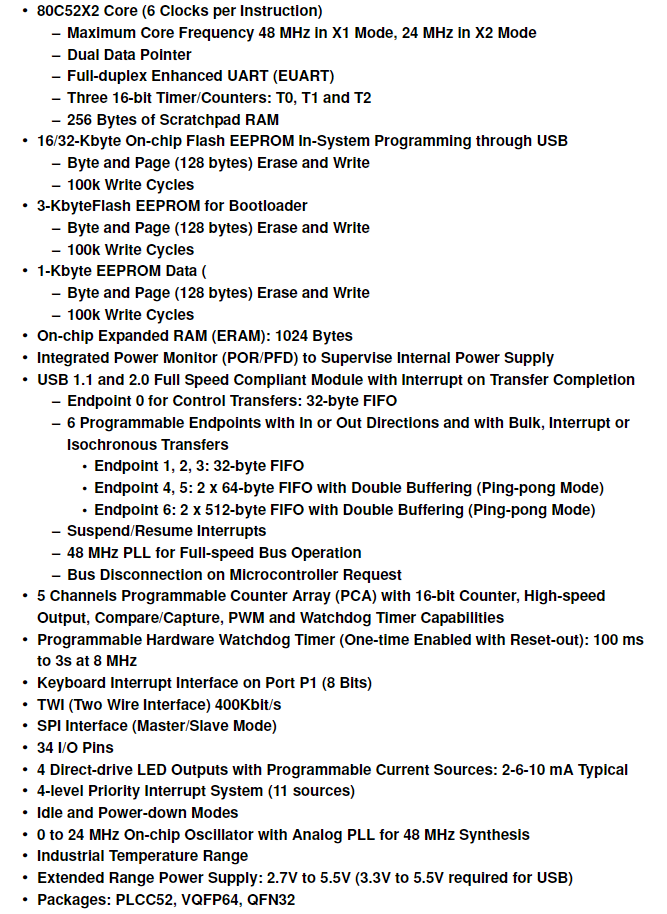 • 80C52X2 Core (6 Clocks per Instruction)
– Maximum Core Frequency 48 MHz in X1 Mode, 24 MHz in X2 Mode
– Dual Data Pointer
– Full-duplex Enhanced UART (EUART)
– Three 16-bit Timer/Counters: T0, T1 and T2
– 256 Bytes of Scratchpad RAM
• 16/32-Kbyte On-chip Flash EEPROM In-System Programming through USB
– Byte and Page (128 bytes) Erase and Write
– 100k Write Cycles
• 3-KbyteFlash EEPROM for Bootloader
– Byte and Page (128 bytes) Erase and Write
– 100k Write Cycles
• 1-Kbyte EEPROM Data (
– Byte and Page (128 bytes) Erase and Write
– 100k Write Cycles
• On-chip Expanded RAM (ERAM): 1024 Bytes
• Integrated Power Monitor (POR/PFD) to Supervise Internal Power Supply
• USB 1.1 and 2.0 Full Speed Compliant Module with Interrupt on Transfer Completion
– Endpoint 0 for Control Transfers: 32-byte FIFO
– 6 Programmable Endpoints with In or Out Directions and with Bulk, Interrupt or
Isochronous Transfers
• Endpoint 1, 2, 3: 32-byte FIFO
• Endpoint 4, 5: 2 x 64-byte FIFO with Double Buffering (Ping-pong Mode)
• Endpoint 6: 2 x 512-byte FIFO with Double Buffering (Ping-pong Mode)
– Suspend/Resume Interrupts
– 48 MHz PLL for Full-speed Bus Operation
– Bus Disconnection on Microcontroller Request
• 5 Channels Programmable Counter Array (PCA) with 16-bit Counter, High-speed
Output, Compare/Capture, PWM and Watchdog Timer Capabilities
• Programmable Hardware Watchdog Timer (One-time Enabled with Reset-out): 100 ms
to 3s at 8 MHz
• Keyboard Interrupt Interface on Port P1 (8 Bits)
• TWI (Two Wire Interface) 400Kbit/s
• SPI Interface (Master/Slave Mode)
• 34 I/O Pins
• 4 Direct-drive LED Outputs with Programmable Current Sources: 2-6-10 mA Typical
• 4-level Priority Interrupt System (11 sources)
• Idle and Power-down Modes
• 0 to 24 MHz On-chip Oscillator with Analog PLL for 48 MHz Synthesis
• Industrial Temperature Range
• Extended Range Power Supply: 2.7V to 5.5V (3.3V to 5.5V required for USB)
• Packages: PLCC52, VQFP64, QFN32